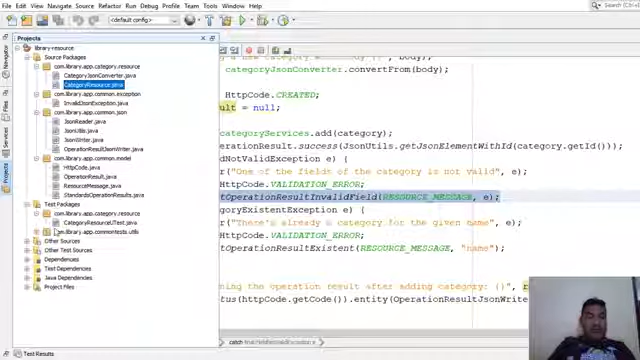 File Edit View Navigate Source Refactor Run Debug Profile Team Tools Window Help
<default config>
Projects
library-resource
Source Packages
com.library.app.category.resource
CategoryJsonConverter.java
CategoryResource.java
com.library.app.common.exception
InvalidJsonException.java
com.library.app.common.json
JsonReader.java
JsonUtils.java
JsonWriter.java
OperationResultJsonWriter.java
com.library.app.common.model
HttpCode.java
OperationResult.java
ResourceMessage.java
StandardsOperationResults.java
Test Packages
com.library.app.category.resource
CategoryResourceUTest.java
com.library.app.commontests.utils
Other Sources
Other Test Sources
Dependencies
Test Dependencies
Java Dependencies
Project Files
Navigator
Files
Services
Projects
body);
categoryJsonConverter.convertFrom(body);
HttpCode.CREATED;
ult = null;
categoryServices.add(category);
erationResult.success(JsonUtils.getJsonElementWithId(category.getId()));
dNotValidException e) {
r("One of the fields of the category is not valid", e);
HttpCode.VALIDATION_ERROR;
tOperationResultInvalidField(RESOURCE_MESSAGE, e);
goryExistentException e) {
r("There's already a category for the given name", e);
HttpCode.VALIDATION_ERROR;
tOperationResultExistent(RESOURCE_MESSAGE, "name");
ning the operation result after adding category: {}", r
tus(httpCode.getCode()).entity(OperationResultJsonWrite
Test Results